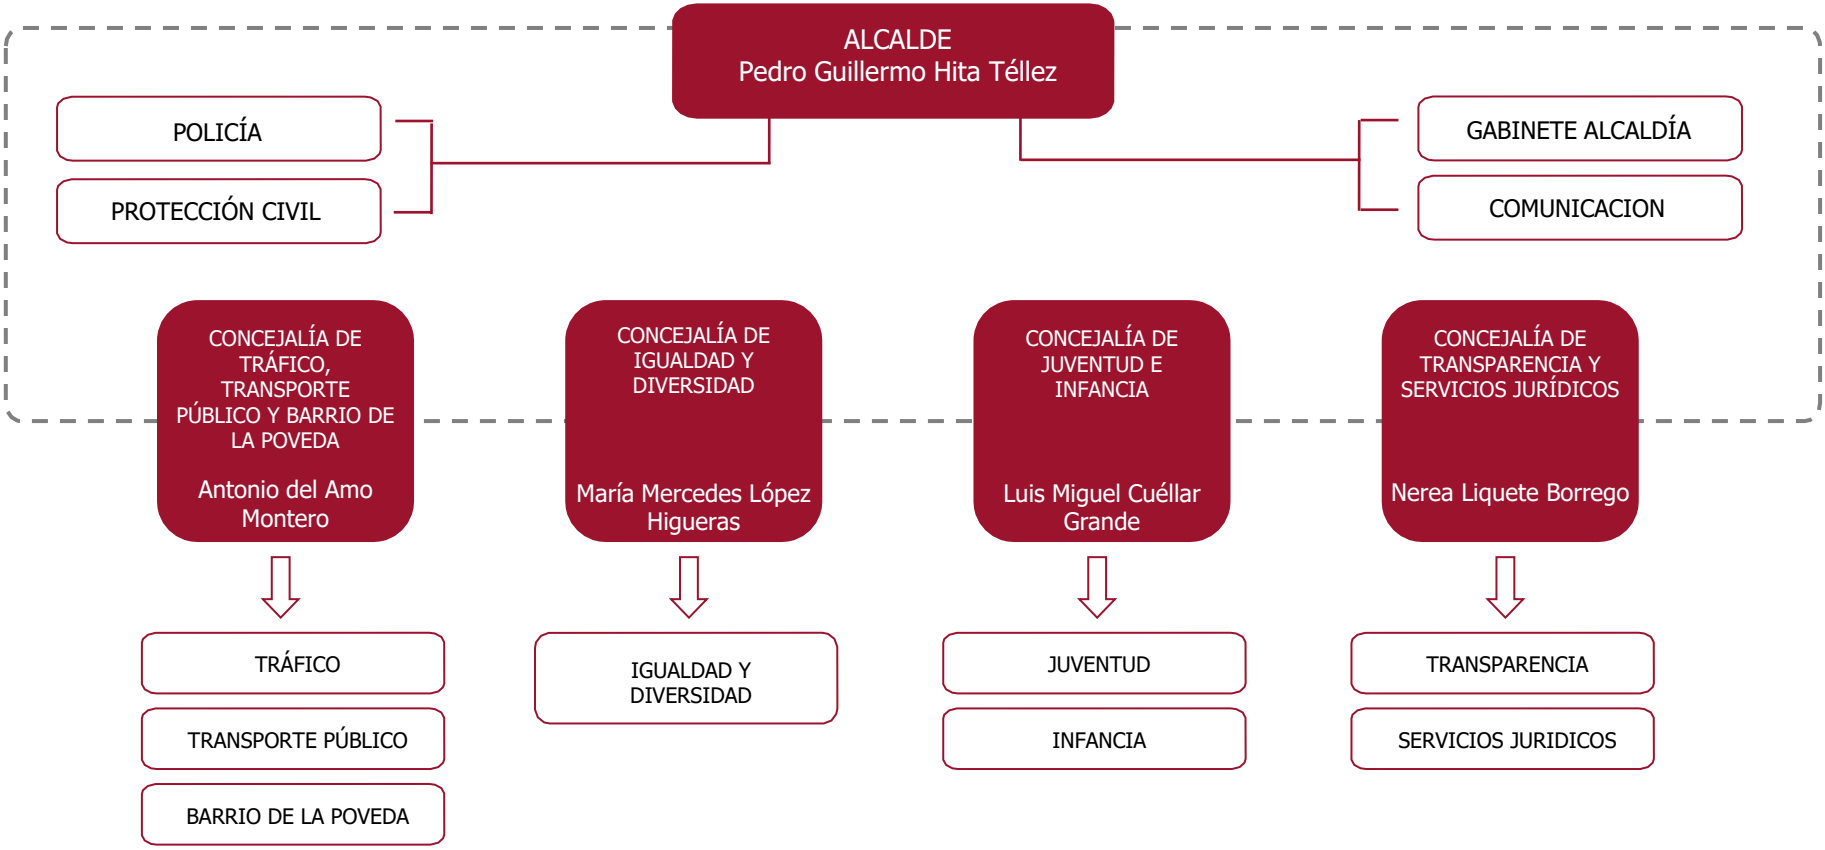 ALCALDE
Pedro Guillermo Hita Téllez
POLICÍA
PROTECCIÓN CIVIL
GABINETE ALCALDÍA
COMUNICACION
CONCEJALÍA DE
TRÁFICO,
TRANSPORTE
PÚBLICO Y BARRIO DE
LA POVEDA
Antonio del Amo
Montero
CONCEJALÍA DE
IGUALDAD Y
DIVERSIDAD
María Mercedes López
Higueras
CONCEJALÍA DE
JUVENTUD E
INFANCIA
Luis Miguel Cuéllar
Grande
CONCEJALÍA DE
TRANSPARENCIA Y
SERVICIOS JURÍDICOS
Nerea Liquete Borrego
TRÁFICO
TRANSPORTE PÚBLICO
BARRIO DE LA POVEDA
IGUALDAD Y
DIVERSIDAD
JUVENTUD
INFANCIA
TRANSPARENCIA
SERVICIOS JURIDICOS